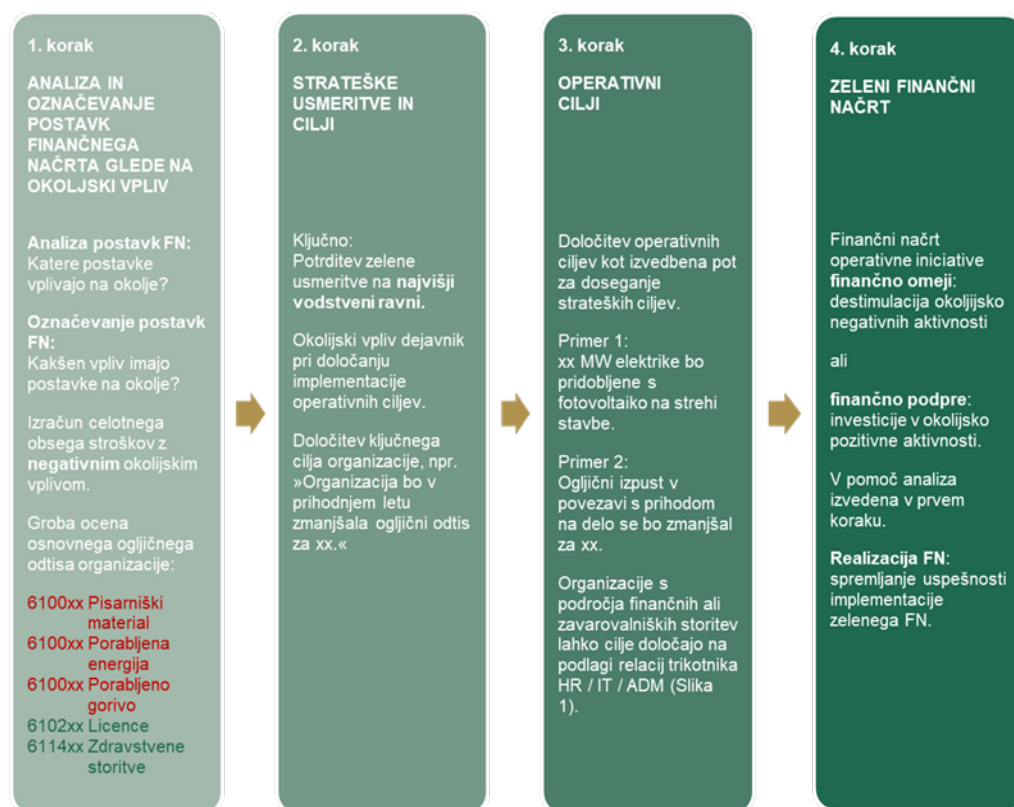 1. korak
ANALIZA IN
OZNAČEVANJE
POSTAVK
FINANČNEGA
NAČRTA GLEDE NA
OKOLJSKI VPLIV
Analiza postavk FN:
Katere postavke
vplivajo na okolje?
Označevanje postavk
FN:
Kakšen vpliv imajo
postavke na okolje?
Izračun celotnega
obsega stroškov z
negativnim okolijskim
vplivom.
Groba ocena
osnovnega ogljičnega
odtisa organizacije:
6100xx Pisarniški
material
6100xx Porabljena
energija
6100xx Porabljeno
gorivo
6102xx Licence
6114xx Zdravstvene
storitve
2. korak
STRATEŠKE
USMERITVE IN
CILJI
Ključno:
Potrditev zelene
usmeritve na najvišji
vodstveni ravni.
Okolijski vpliv dejavnik
pri določanju
implementacije
operativnih ciljev.
Določitev ključnega
cilja organizacije, npr.
»Organizacija bo v
prihodnjem letu
zmanjšala ogljični odtis
za xx.«
3. korak
OPERATIVNI
CILJI
Določitev operativnih
ciljev kot izvedbena pot
za doseganje
strateških ciljev.
Primer 1:
xx MW elektrike bo
pridobljene s
fotovoltaiko na strehi
stavbe.
Primer 2:
Ogljični izpust v
povezavi s prihodom
na delo se bo zmanjšal
za xx.
Organizacije s
področja finančnih ali
zavarovalniških storitev
lahko cilje določajo na
podlagi relacij trikotnika
HR / IT / ADM (Slika
1).
4. korak
ZELENI FINANČNI
NAČRT
Finančni načrt
operativne iniciative
finančno omeji:
destimulacija okoljijsko
negativnih aktivnosti
ali
finančno podpre:
investicije v okolijsko
pozitivne aktivnosti.
V pomoč analiza
izvedena v prvem
koraku.
Realizacija FN:
spremljanje uspešnosti
implementacije
zelenega FN.